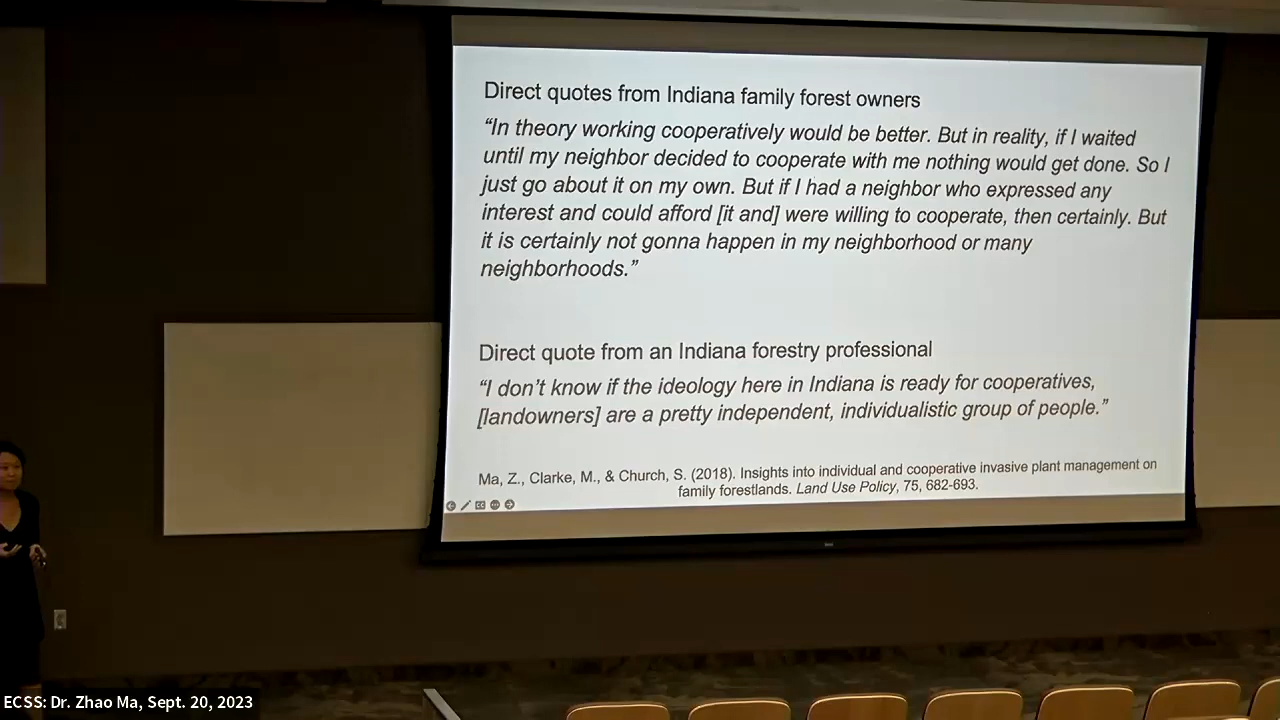 Direct quotes from Indiana family forest owners
“In theory working cooperatively would be better. But in reality, if I waited
until my neighbor decided to cooperate with me nothing would get done. So I
just go about it on my own. But if I had a neighbor who expressed any
interest and could afford [it and] were willing to cooperate, then certainly. But
it is certainly not gonna happen in my neighborhood or many
neighborhoods.”
Direct quote from an Indiana forestry professional
“I don’t know if the ideology here in Indiana is ready for cooperatives,
[landowners] are a pretty independent, individualistic group of people.”
Ma, Z., Clarke, M., & Church, S. (2018). Insights into individual and cooperative invasive plant management on
family forestlands. Land Use Policy, 75, 682-693.
ECSS: Dr. Zhao Ma, Sept. 20, 2023